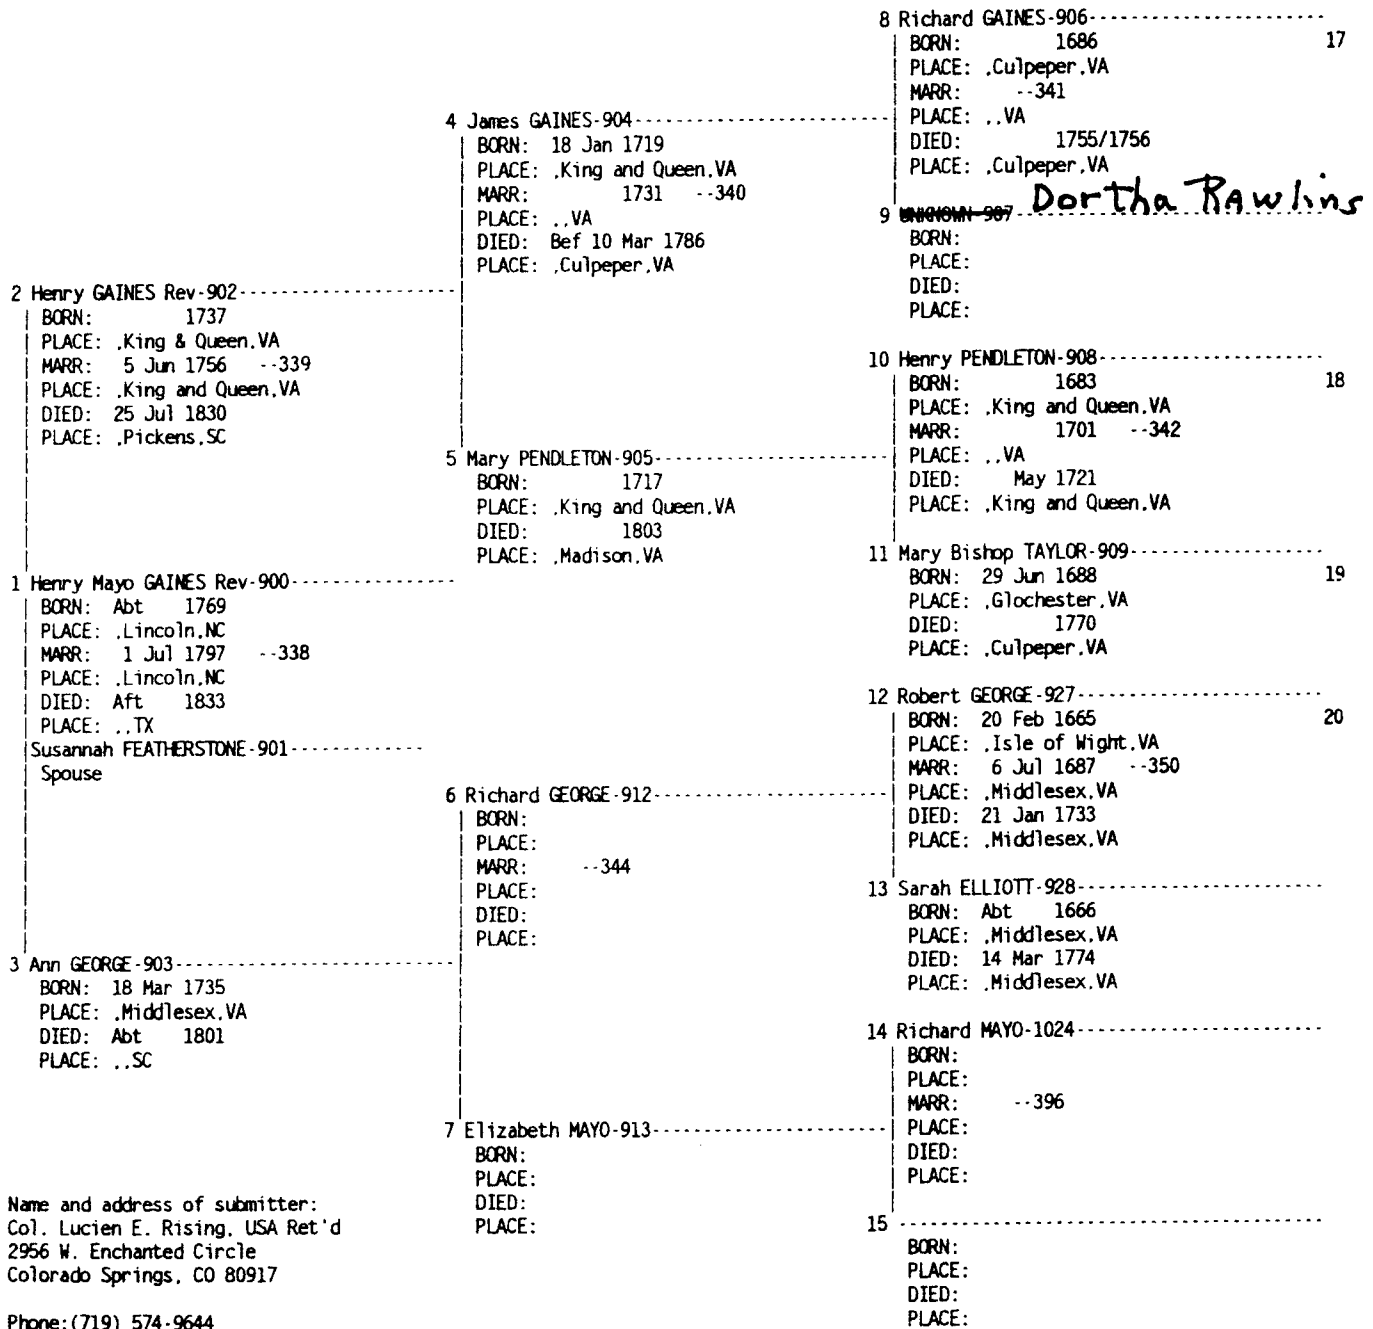 8 Richard GAINES-906
BORN: 1686 17
PLACE: ,Culpeper,VA
MARR: --341
PLACE: ,,VA
DIED: 1755/1756
PLACE: ,Culpeper,VA
4 James GAINES-904
BORN: 18 Jan 1719
PLACE: ,King and Queen,VA
MARR: 1731 --340
PLACE: ,,VA
DIED: Bef 10 Mar 1786
PLACE: ,Culpeper,VA
9 UNKNOWN-907 Dortha Rawlins
BORN:
PLACE:
DIED:
PLACE:
2 Henry GAINES Rev-902
BORN: 1737
PLACE: ,King & Queen,VA
MARR: 5 Jun 1756 --339
PLACE: ,King and Queen,VA
DIED: 25 Jul 1830
PLACE: ,Pickens,SC
10 Henry PENDLETON-908
BORN: 1683 18
PLACE: ,King and Queen,VA
MARR: 1701 --342
PLACE: ,,VA
DIED: May 1721
PLACE: ,King and Queen,VA
5 Mary PENDLETON-905
BORN: 1717
PLACE: ,King and Queen,VA
DIED: 1803
PLACE: ,Madison,VA
11 Mary Bishop TAYLOR-909
BORN: 29 Jun 1688 19
PLACE: ,Glochester,VA
DIED: 1770
PLACE: ,Culpeper,VA
1 Henry Mayo GAINES Rev-900
BORN: Abt 1769
PLACE: ,Lincoln,NC
MARR: 1 Jul 1797 --338
PLACE: ,Lincoln,NC
DIED: Aft 1833
PLACE: ,,TX
Susannah FEATHERSTONE-901
Spouse
12 Robert GEORGE-927
BORN: 20 Feb 1665 20
PLACE: ,Isle of Wight,VA
MARR: 6 Jul 1687 --350
PLACE: ,Middlesex,VA
DIED: 21 Jan 1733
PLACE: ,Middlesex,VA
6 Richard GEORGE-912
BORN:
PLACE:
MARR: --344
PLACE:
DIED:
PLACE:
13 Sarah ELLIOTT-928
BORN: Abt 1666
PLACE: ,Middlesex,VA
DIED: 14 Mar 1774
PLACE: ,Middlesex,VA
3 Ann GEORGE-903
BORN: 18 Mar 1735
PLACE: ,Middlesex,VA
DIED: Abt 1801
PLACE: ,,SC
14 Richard MAYO-1024
BORN:
PLACE:
MARR: --396
PLACE:
DIED:
PLACE:
7 Elizabeth MAYO-913
BORN:
PLACE:
DIED:
PLACE:
15
BORN:
PLACE:
DIED:
PLACE:
Name and address of submitter:
Col. Lucien E. Rising, USA Ret'd
2956 W. Enchanted Circle
Colorado Springs, CO 80917
Phone:(719) 574-9644